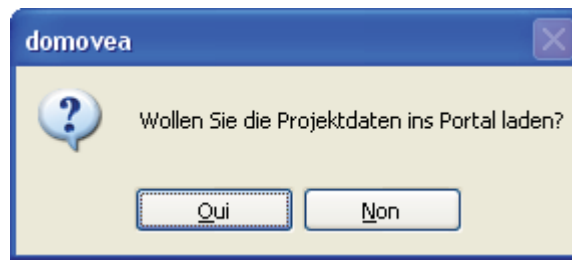 domovea
Wollen Sie die Projektdaten ins Portal laden?
Oui Non